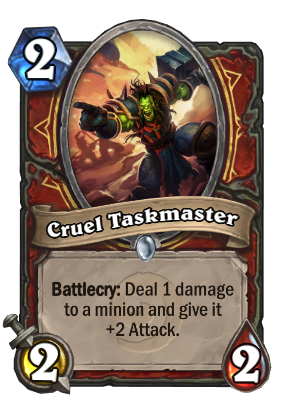 2
Cruel Taskmaster
Battlecry: Deal 1 damage
to a minion and give it
+2 Attack.
2
2